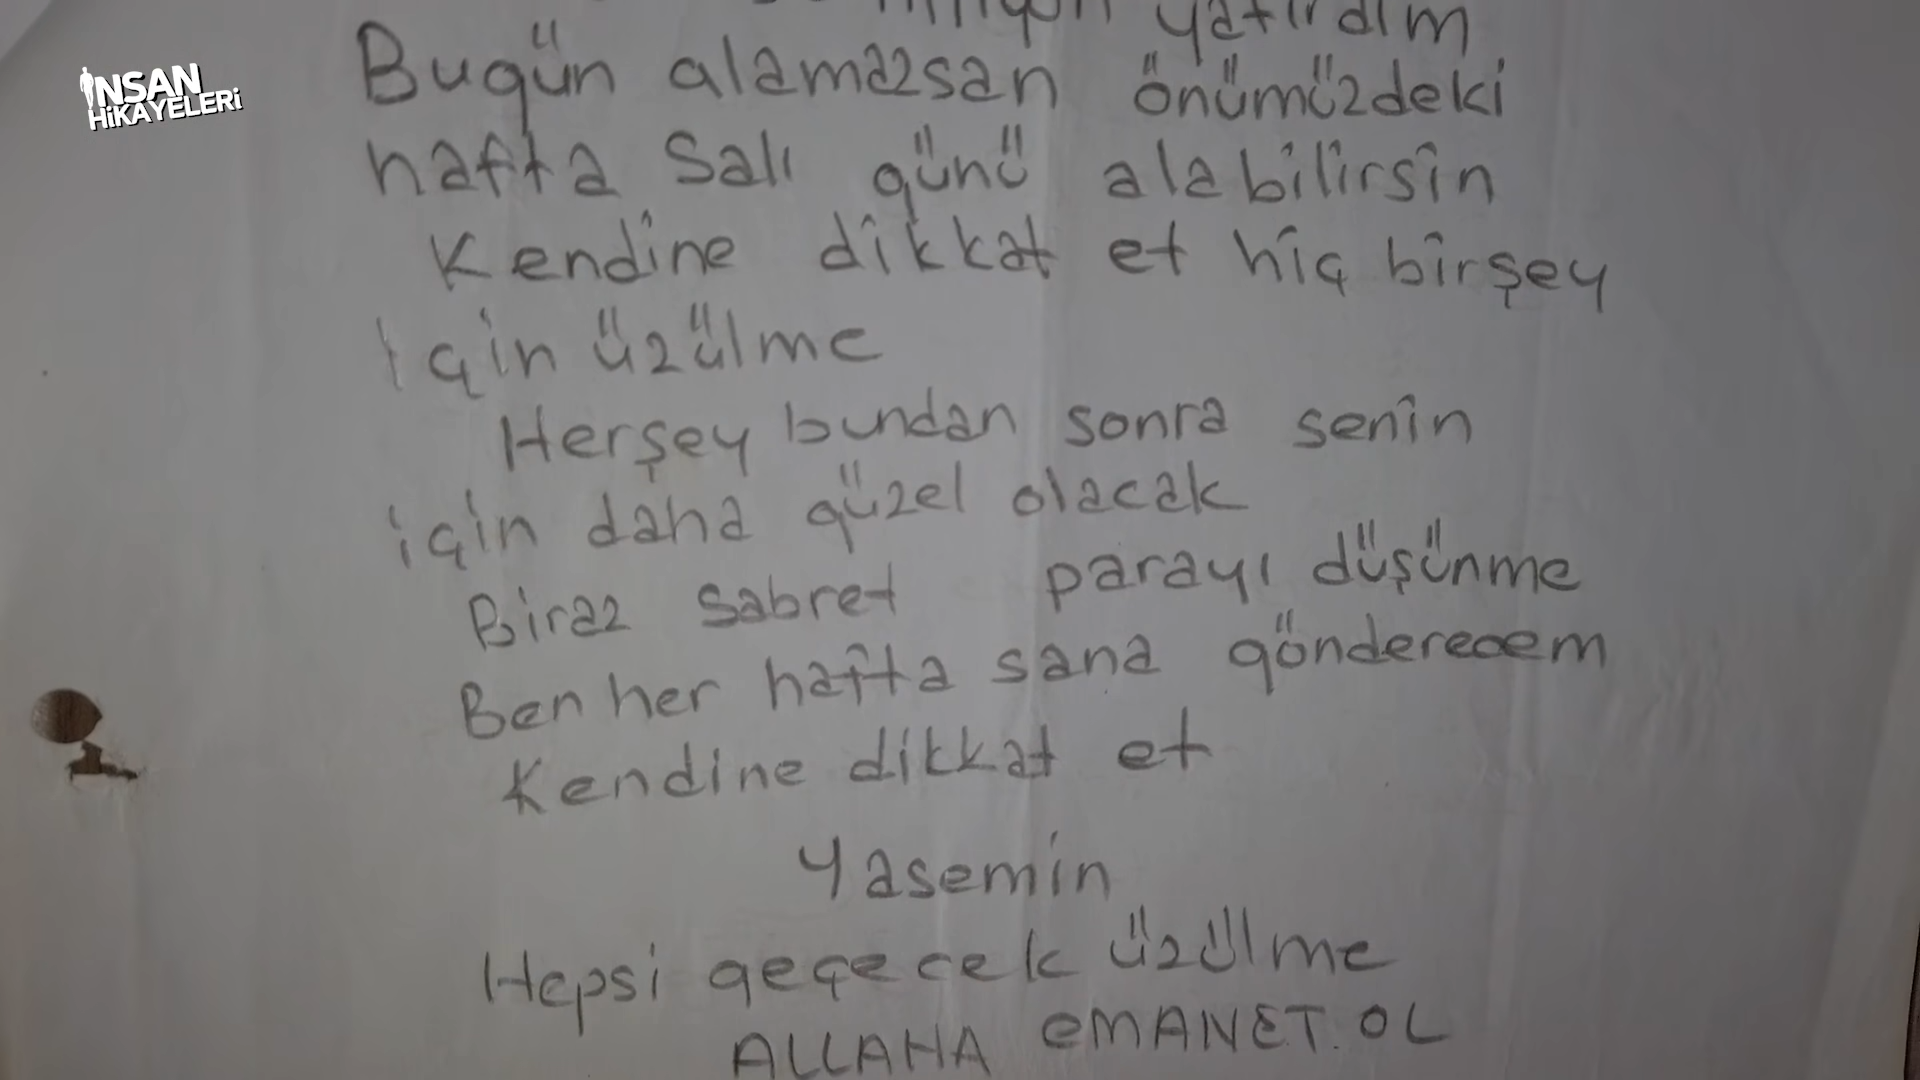 İNSAN
HİKAYELERİ
yatırdım
Bugün alamazsan önümüzdeki
hafta Salı günü alabilirsin
Kendine dikkat et hiç birşey
için üzülme
Herşey bundan sonra senin
için daha güzel olacak
Biraz sabret parayı düşünme
Ben her hafta sana gönderecem
Kendine dikkat et
Yasemin
Hepsi geçecek üzülme
ALLAHA EMANET OL